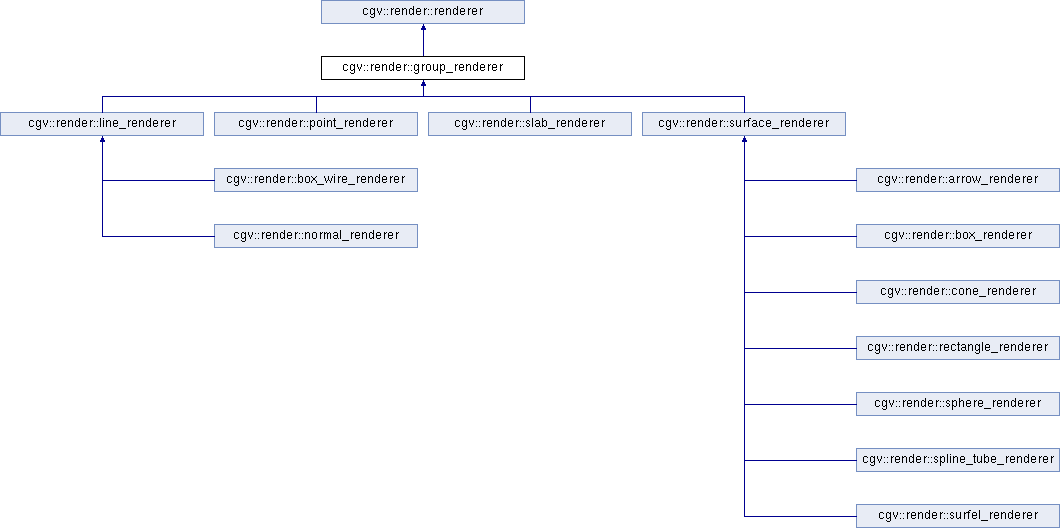 cgv::render::renderer
cgv::render::group_renderer
cgv::render::line_renderer
cgv::render::point_renderer
cgv::render::slab_renderer
cgv::render::surface_renderer
cgv::render::box_wire_renderer
cgv::render::arrow_renderer
cgv::render::normal_renderer
cgv::render::box_renderer
cgv::render::cone_renderer
cgv::render::rectangle_renderer
cgv::render::sphere_renderer
cgv::render::spline_tube_renderer
cgv::render::surfel_renderer